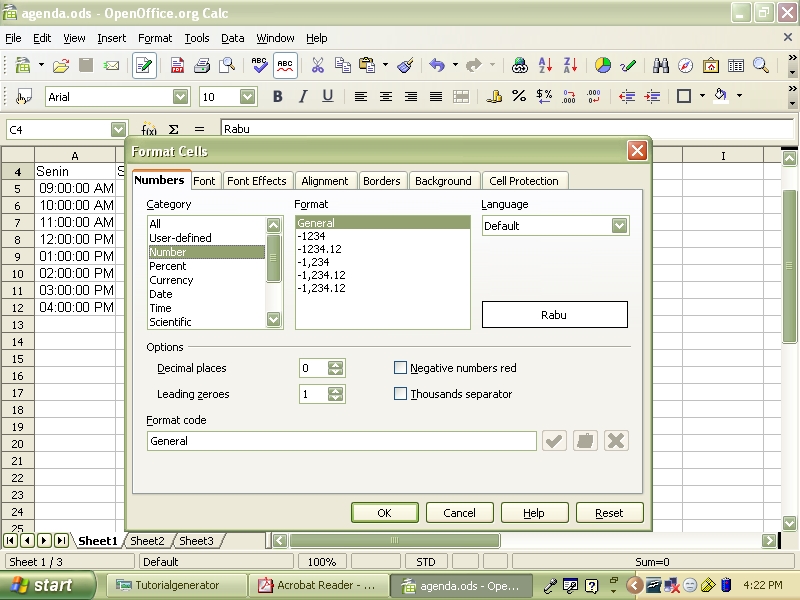 agenda.ods - OpenOffice.org Calc
File Edit View Insert Format Tools Data Window Help
Arial 10
C4 f(x) Σ = Rabu
A I
4 Senin S
5 09:00:00 AM
6 10:00:00 AM
7 11:00:00 AM
8 12:00:00 PM
9 01:00:00 PM
10 02:00:00 PM
11 03:00:00 PM
12 04:00:00 PM
13
14
15
16
17
18
19
20
21
22
23
24
25
Format Cells
Numbers Font Font Effects Alignment Borders Background Cell Protection
Category Format Language
All
User-defined
Number
Percent
Currency
Date
Time
Scientific
General
-1234
-1234.12
-1,234
-1,234.12
-1,234.12
Default
Rabu
Options
Decimal places 0 Negative numbers red
Leading zeroes 1 Thousands separator
Format code
General
OK Cancel Help Reset
Sheet1 Sheet2 Sheet3
Sheet 1 / 3 Default 100% STD Sum=0
start Tutorialgenerator Acrobat Reader - ... agenda.ods - Ope... 4:22 PM